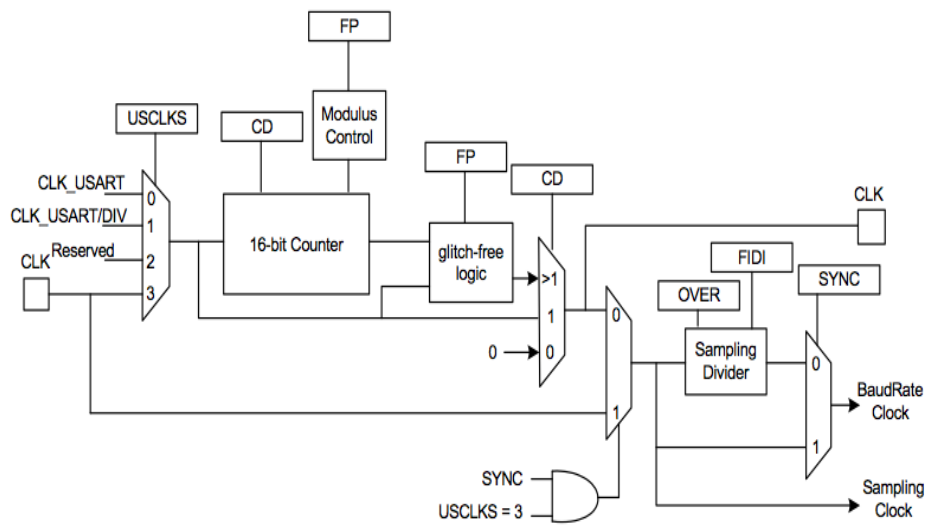 FP
USCLKS
CD
Modulus
Control
FP
CD
CLK_USART
0
CLK_USART/DIV
1
Reserved
2
CLK
3
16-bit Counter
glitch-free
logic
>1
1
0
0
CLK
FIDI
OVER
SYNC
0
1
Sampling
Divider
0
1
BaudRate
Clock
SYNC
USCLKS = 3
Sampling
Clock